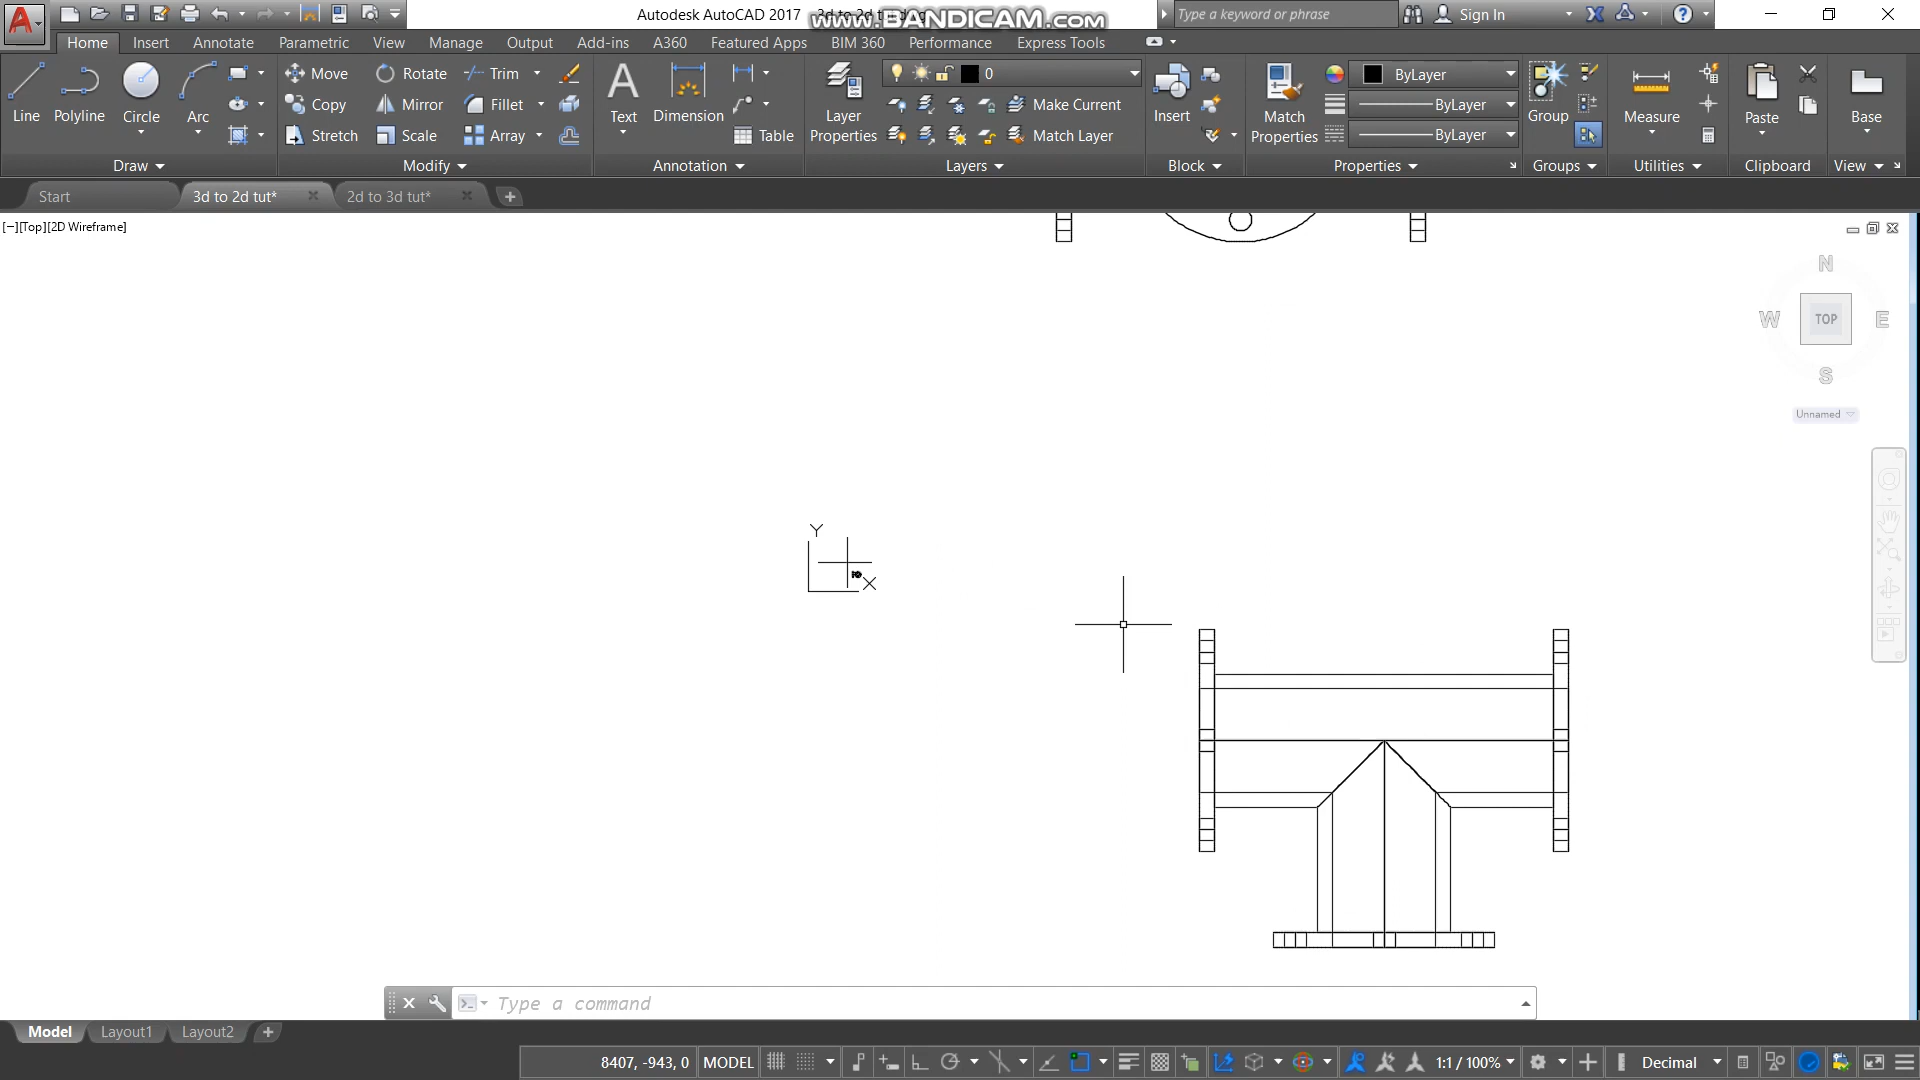 Autodesk AutoCAD 2017 3d to 2d tut.dwg
www.BANDICAM.com
Type a keyword or phrase
Sign In
Home Insert Annotate Parametric View Manage Output Add-ins A360 Featured Apps BIM 360 Performance Express Tools
Line Polyline Circle Arc
Move Rotate Trim
Copy Mirror Fillet
Stretch Scale Array
Text Dimension Table
Layer Properties
0
Make Current
Match Layer
Insert
Match Properties
ByLayer
ByLayer
ByLayer
Group
Measure
Paste
Base
Draw Modify Annotation Layers Block Properties Groups Utilities Clipboard View
Start 3d to 2d tut* 2d to 3d tut*
[−][Top][2D Wireframe]
N
W TOP E
S
Unnamed
Y
X
Type a command
Model Layout1 Layout2
8407, -943, 0 MODEL 1:1 / 100% Decimal